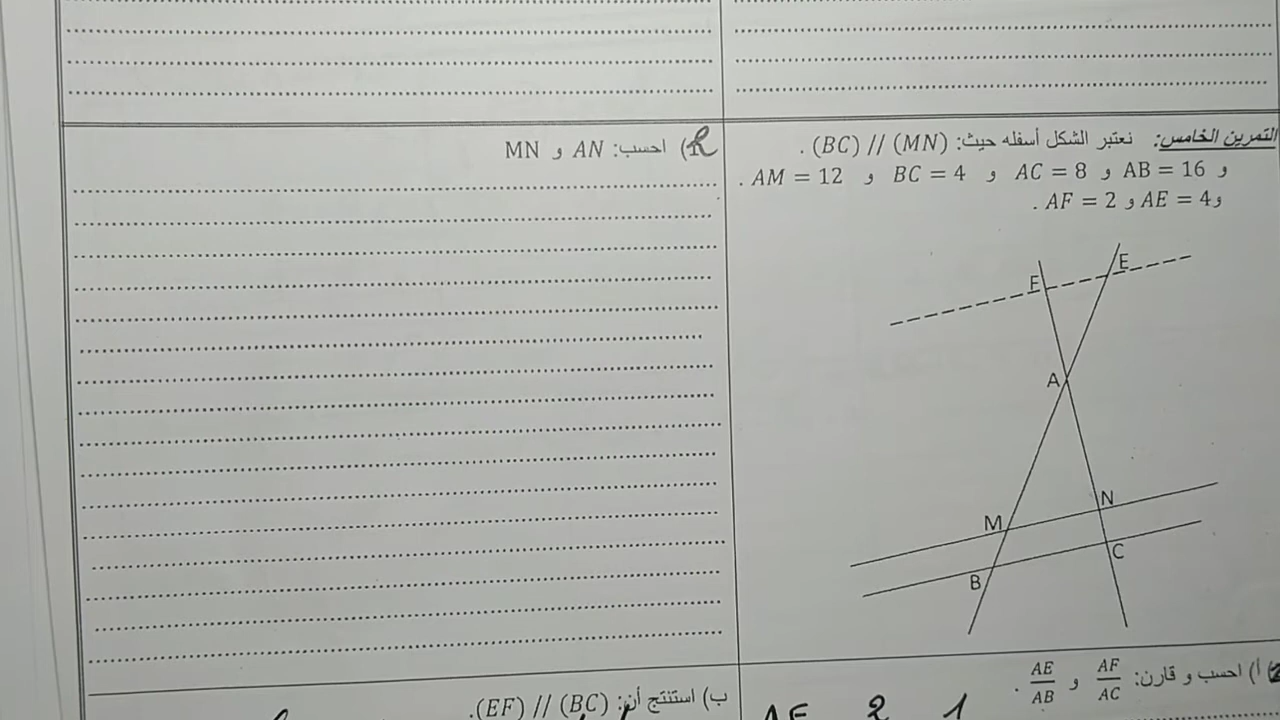 التمرين الخامس: نعتبر الشكل أسفله حيث: (BC) // (MN) .
و AB = 16 و AC = 8 و BC = 4 و AM = 12 .
و AE = 4 و AF = 2 .
F
E
A
M
N
B
C
أ) احسب و قارن: AF/AC و AE/AB .
AF 2 1
احسب: AN و MN
ب) استنتج أن: (BC) // (EF).